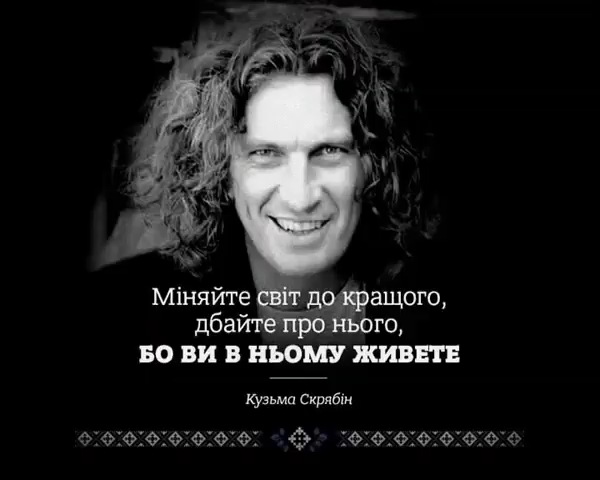 Міняйте світ до кращого,
дбайте про нього,
БО ВИ В НЬОМУ ЖИВЕТЕ
Кузьма Скрябін